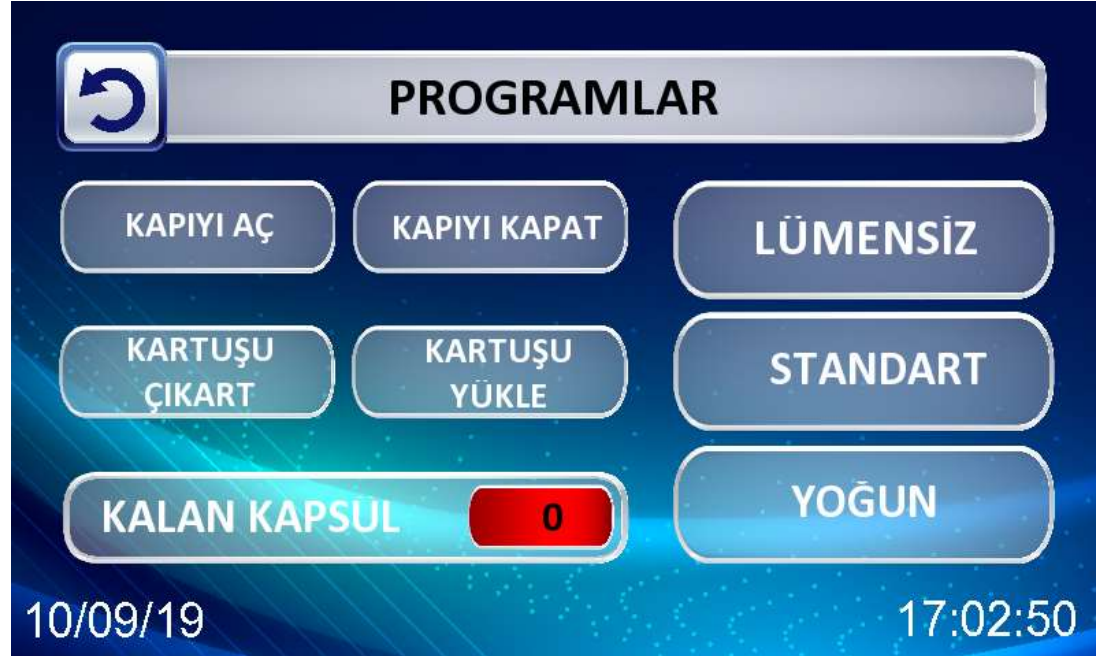 PROGRAMLAR
KAPIYI AÇ
KAPIYI KAPAT
LÜMENSİZ
KARTUŞU
ÇIKART
KARTUŞU
YÜKLE
STANDART
KALAN KAPSÜL
0
YOĞUN
10/09/19
17:02:50